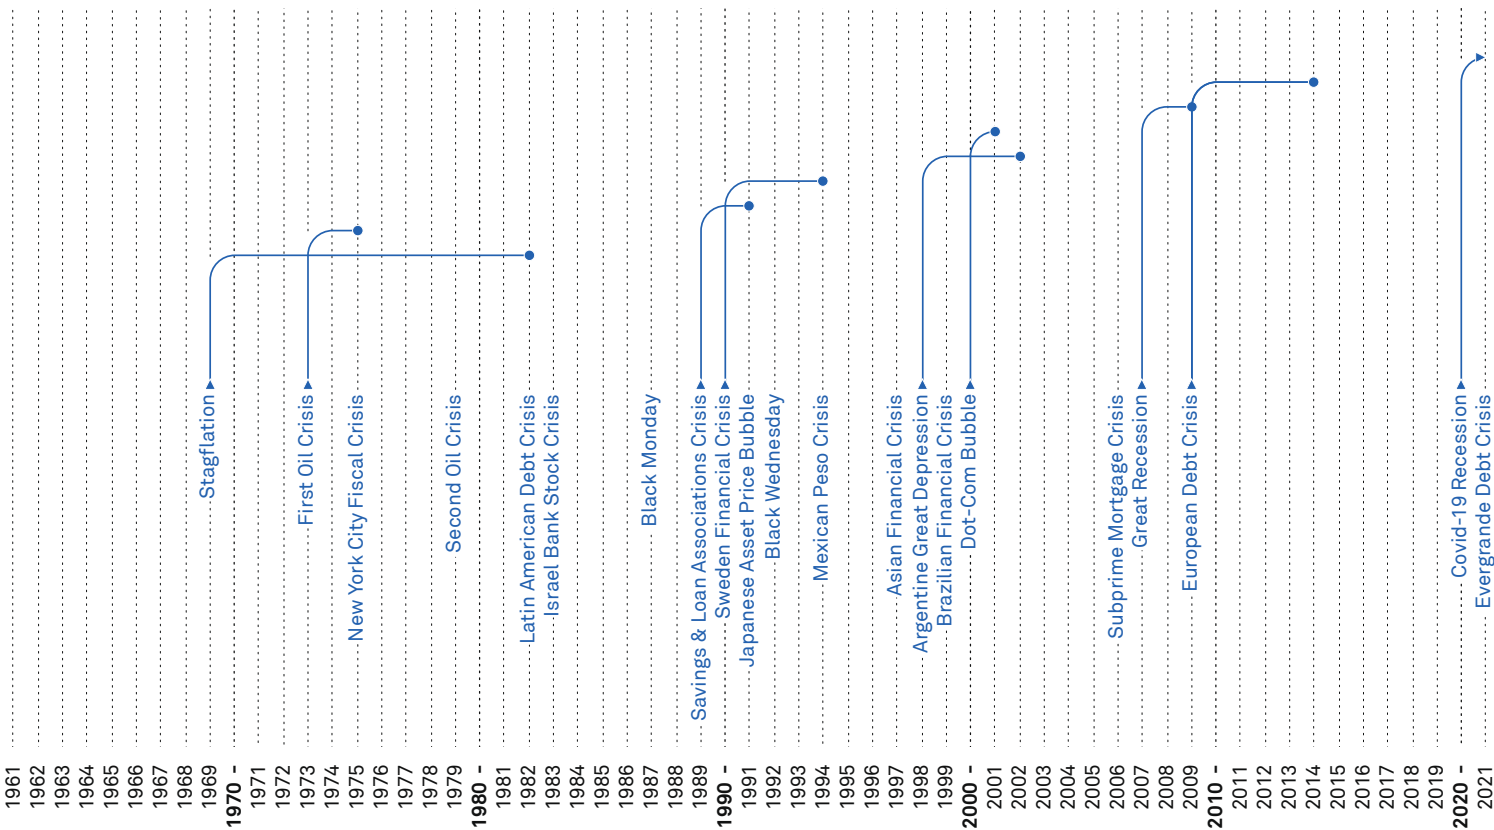 Stagflation
First Oil Crisis
New York City Fiscal Crisis
Second Oil Crisis
Latin American Debt Crisis
Israel Bank Stock Crisis
Black Monday
Savings & Loan Associations Crisis
Sweden Financial Crisis
Japanese Asset Price Bubble
Black Wednesday
Mexican Peso Crisis
Asian Financial Crisis
Argentine Great Depression
Brazilian Financial Crisis
Dot-Com Bubble
Subprime Mortgage Crisis
Great Recession
European Debt Crisis
Covid-19 Recession
Evergrande Debt Crisis
1961
1962
1963
1964
1965
1966
1967
1968
1969
1970 -
1971
1972
1973
1974
1975
1976
1977
1978
1979
1980 -
1981
1982
1983
1984
1985
1986
1987
1988
1989
1990 -
1991
1992
1993
1994
1995
1996
1997
1998
1999
2000 -
2001
2002
2003
2004
2005
2006
2007
2008
2009
2010 -
2011
2012
2013
2014
2015
2016
2017
2018
2019
2020 -
2021